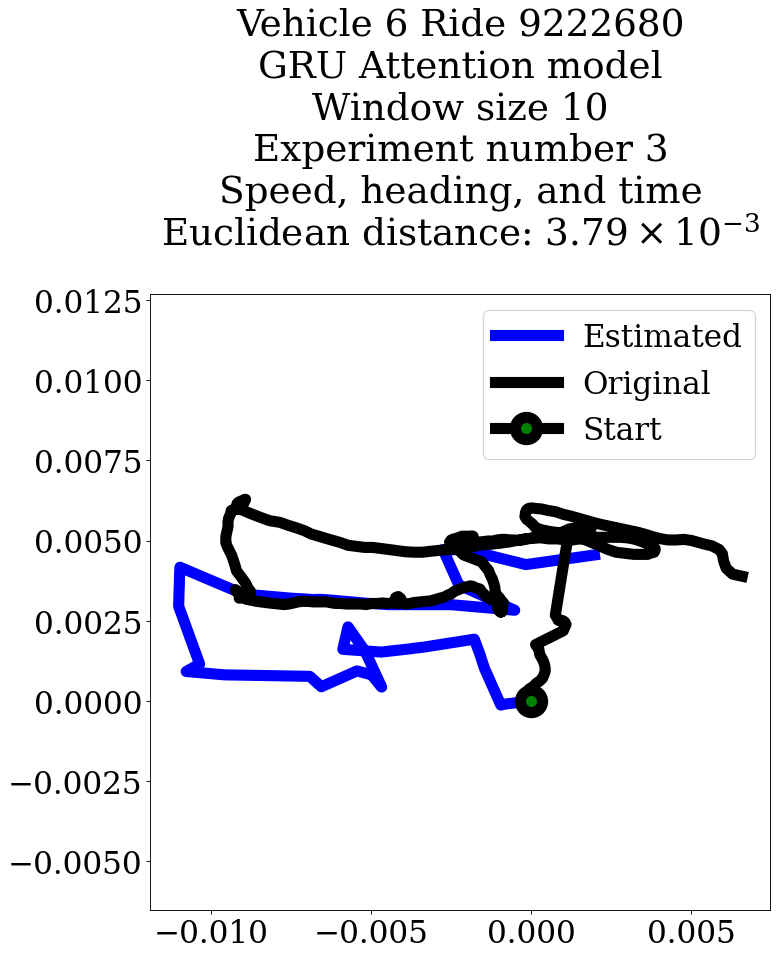 Vehicle 6 Ride 9222680
GRU Attention model
Window size 10
Experiment number 3
Speed, heading, and time
Euclidean distance: 3.79 × 10⁻³
0.0125
0.0100
0.0075
0.0050
0.0025
0.0000
−0.0025
−0.0050
Estimated
Original
Start
−0.010 −0.005 0.000 0.005